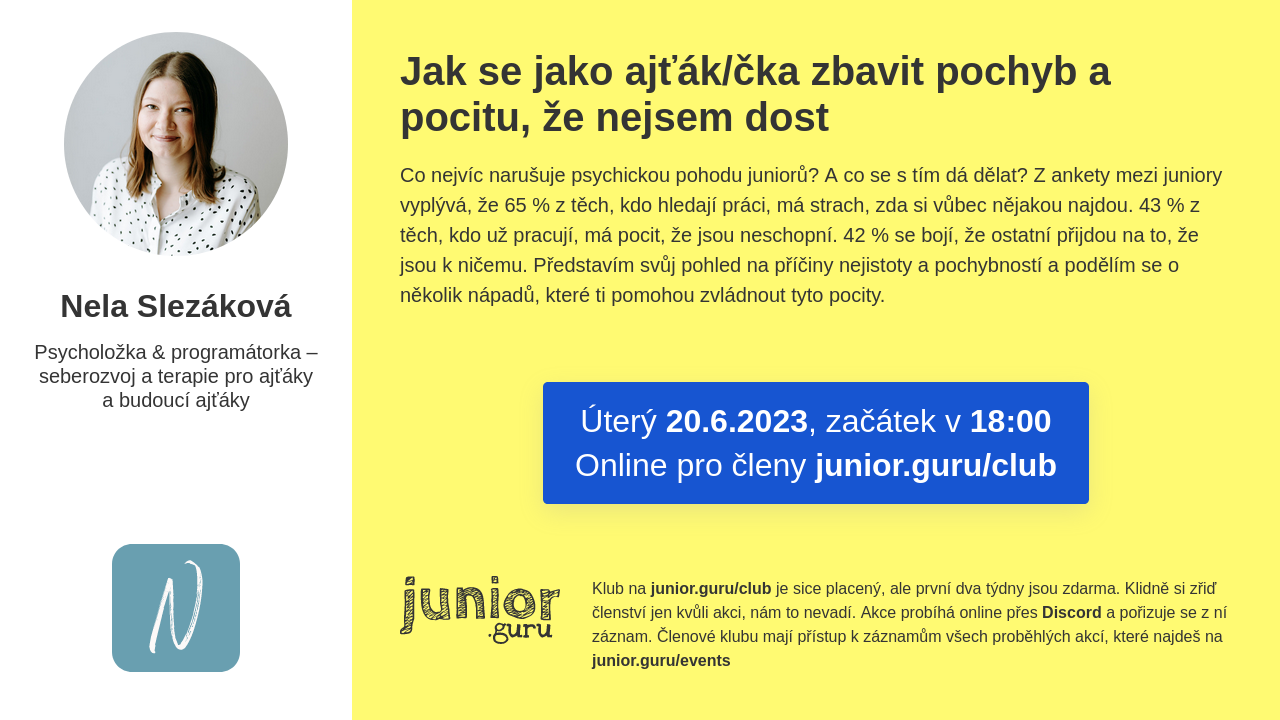 Nela Slezáková
Psycholožka & programátorka –
seberozvoj a terapie pro ajťáky
a budoucí ajťáky
N
Jak se jako ajťák/čka zbavit pochyb a
pocitu, že nejsem dost
Co nejvíc narušuje psychickou pohodu juniorů? A co se s tím dá dělat? Z ankety mezi juniory
vyplývá, že 65 % z těch, kdo hledají práci, má strach, zda si vůbec nějakou najdou. 43 % z
těch, kdo už pracují, má pocit, že jsou neschopní. 42 % se bojí, že ostatní přijdou na to, že
jsou k ničemu. Představím svůj pohled na příčiny nejistoty a pochybností a podělím se o
několik nápadů, které ti pomohou zvládnout tyto pocity.
Úterý 20.6.2023, začátek v 18:00
Online pro členy junior.guru/club
junior
.guru
Klub na junior.guru/club je sice placený, ale první dva týdny jsou zdarma. Klidně si zřiď
členství jen kvůli akci, nám to nevadí. Akce probíhá online přes Discord a pořizuje se z ní
záznam. Členové klubu mají přístup k záznamům všech proběhlých akcí, které najdeš na
junior.guru/events